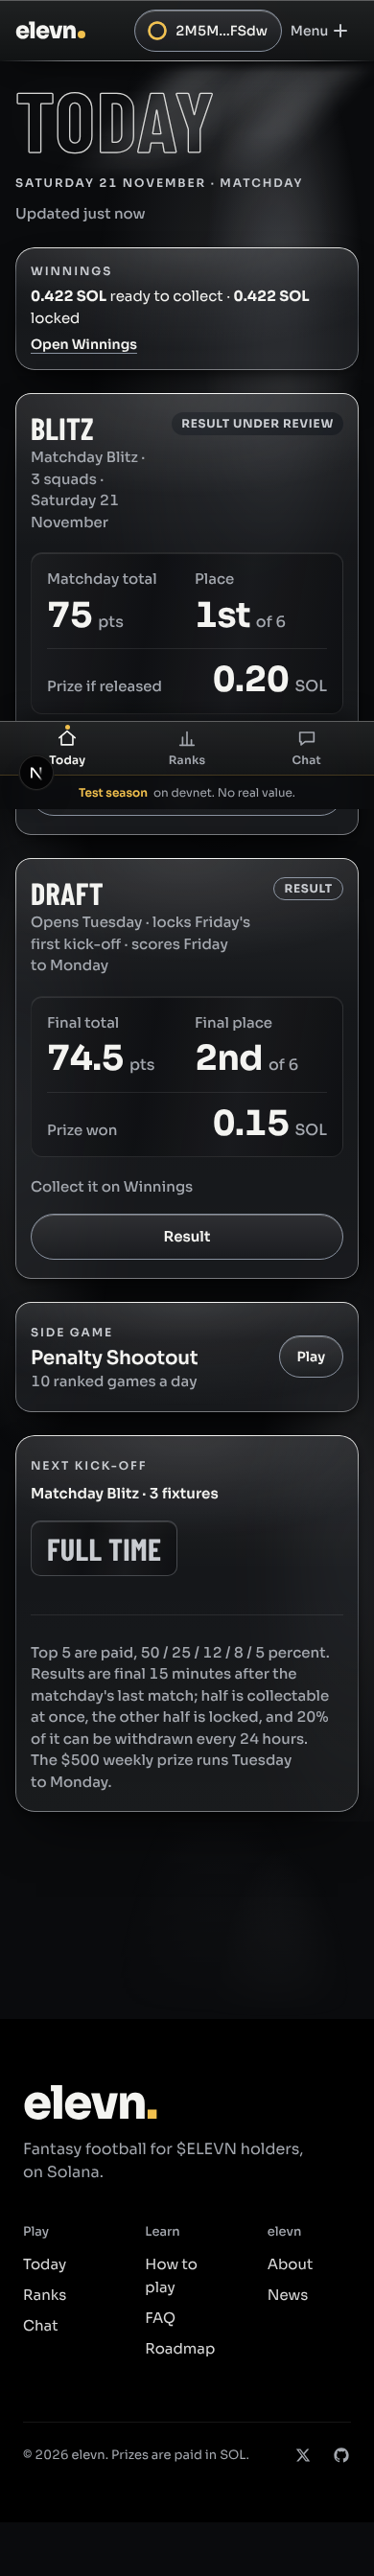 elevn.
2M5M...FSdw
Menu
TODAY
SATURDAY 21 NOVEMBER · MATCHDAY
Updated just now
WINNINGS
0.422 SOL ready to collect · 0.422 SOL
locked
Open Winnings
BLITZ
RESULT UNDER REVIEW
Matchday Blitz ·
3 squads ·
Saturday 21
November
Matchday total
Place
75 pts
1st of 6
Prize if released
0.20 SOL
Today
Ranks
Chat
N
Test season on devnet. No real value.
DRAFT
RESULT
Opens Tuesday · locks Friday's
first kick-off · scores Friday
to Monday
Final total
Final place
74.5 pts
2nd of 6
Prize won
0.15 SOL
Collect it on Winnings
Result
SIDE GAME
Penalty Shootout
10 ranked games a day
Play
NEXT KICK-OFF
Matchday Blitz · 3 fixtures
FULL TIME
Top 5 are paid, 50 / 25 / 12 / 8 / 5 percent.
Results are final 15 minutes after the
matchday's last match; half is collectable
at once, the other half is locked, and 20%
of it can be withdrawn every 24 hours.
The $500 weekly prize runs Tuesday
to Monday.
elevn.
Fantasy football for $ELEVN holders,
on Solana.
Play
Learn
elevn
Today
How to
play
About
Ranks
FAQ
News
Chat
Roadmap
© 2026 elevn. Prizes are paid in SOL.